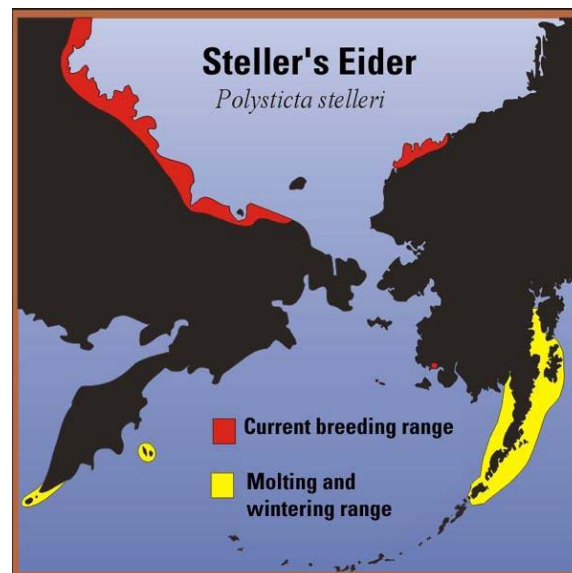 Steller's Eider
Polysticta stelleri
Current breeding range
Molting and
wintering range